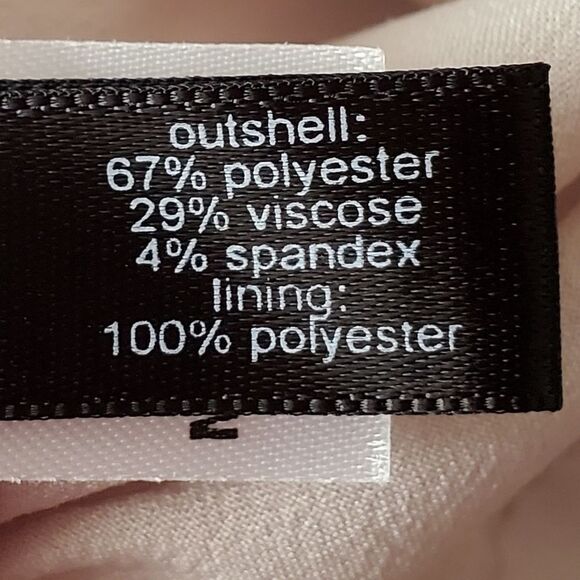 outshell:
67% polyester
29% viscose
4% spandex
lining:
100% polyester